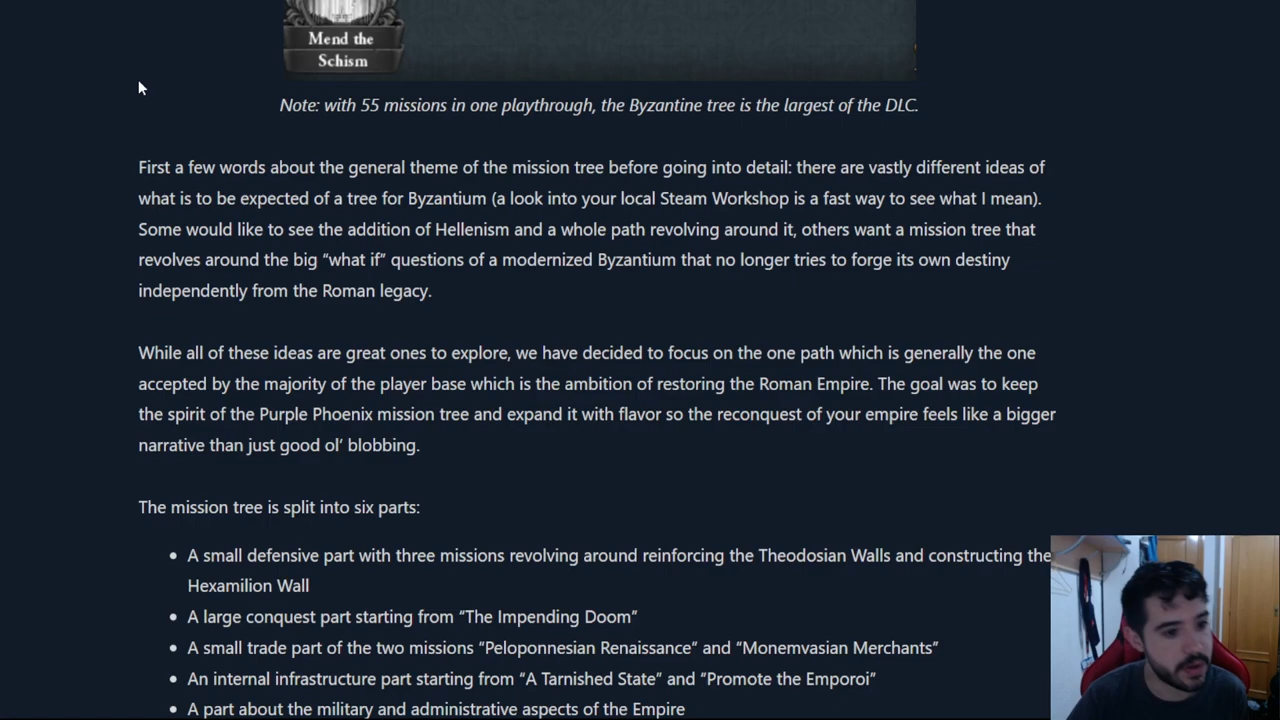 Mend the
Schism
Note: with 55 missions in one playthrough, the Byzantine tree is the largest of the DLC.
First a few words about the general theme of the mission tree before going into detail: there are vastly different ideas of
what is to be expected of a tree for Byzantium (a look into your local Steam Workshop is a fast way to see what I mean).
Some would like to see the addition of Hellenism and a whole path revolving around it, others want a mission tree that
revolves around the big “what if” questions of a modernized Byzantium that no longer tries to forge its own destiny
independently from the Roman legacy.
While all of these ideas are great ones to explore, we have decided to focus on the one path which is generally the one
accepted by the majority of the player base which is the ambition of restoring the Roman Empire. The goal was to keep
the spirit of the Purple Phoenix mission tree and expand it with flavor so the reconquest of your empire feels like a bigger
narrative than just good ol’ blobbing.
The mission tree is split into six parts:
• A small defensive part with three missions revolving around reinforcing the Theodosian Walls and constructing the
Hexamilion Wall
• A large conquest part starting from “The Impending Doom”
• A small trade part of the two missions “Peloponnesian Renaissance” and “Monemvasian Merchants”
• An internal infrastructure part starting from “A Tarnished State” and “Promote the Emporoi”
• A part about the military and administrative aspects of the Empire